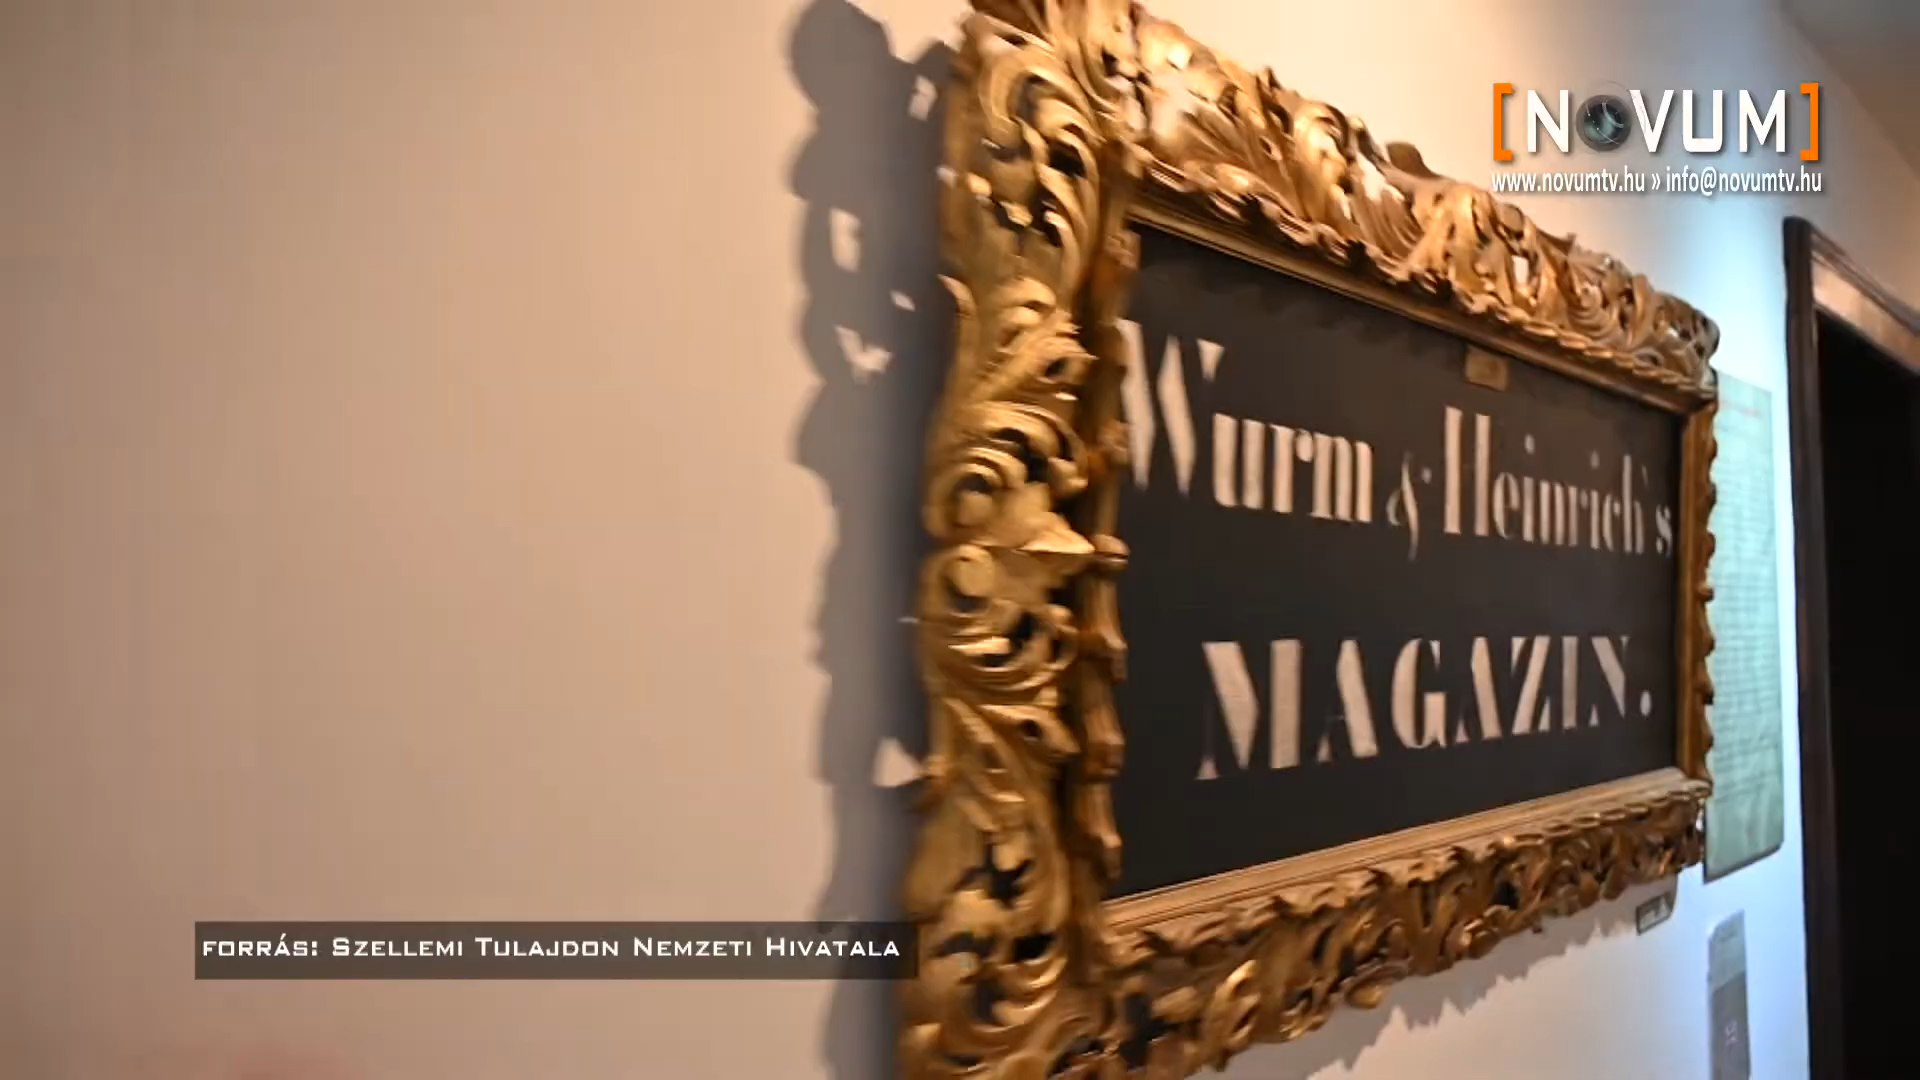 [NOVUM]
www.novumtv.hu » info@novumtv.hu
Wurm & Heinrich's
MAGAZIN.
FORRÁS: SZELLEMI TULAJDON NEMZETI HIVATALA